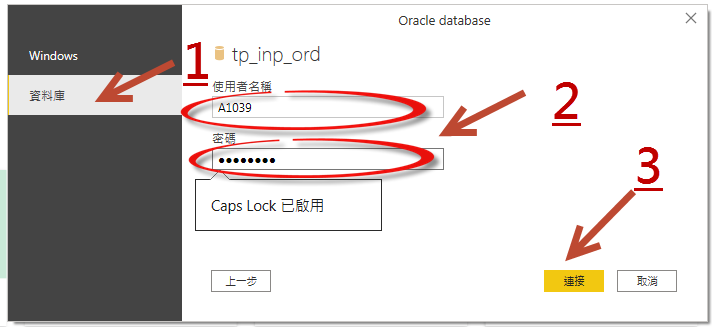 Oracle database
Windows
資料庫
1
tp_inp_ord
使用者名稱
A1039
2
密碼
●●●●●●●●
Caps Lock 已啟用
3
上一步
連接
取消